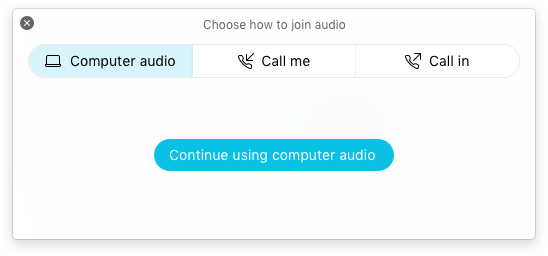 Choose how to join audio
Computer audio
Call me
Call in
Continue using computer audio